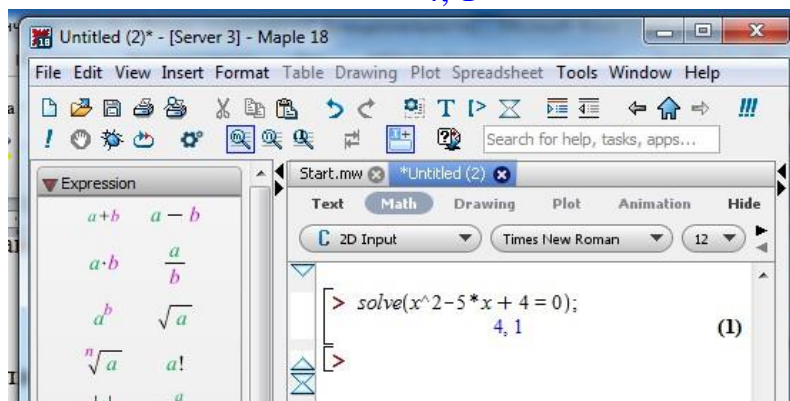 Untitled (2)* - [Server 3] - Maple 18
File Edit View Insert Format Table Drawing Plot Spreadsheet Tools Window Help
Search for help, tasks, apps...
Expression
Start.mw *Untitled (2)
Text Math Drawing Plot Animation Hide
C 2D Input Times New Roman 12
a+b a − b
a·b a/b
a^b √a
ⁿ√a a!
> solve(x^2−5*x + 4 = 0);
4, 1 (1)
>